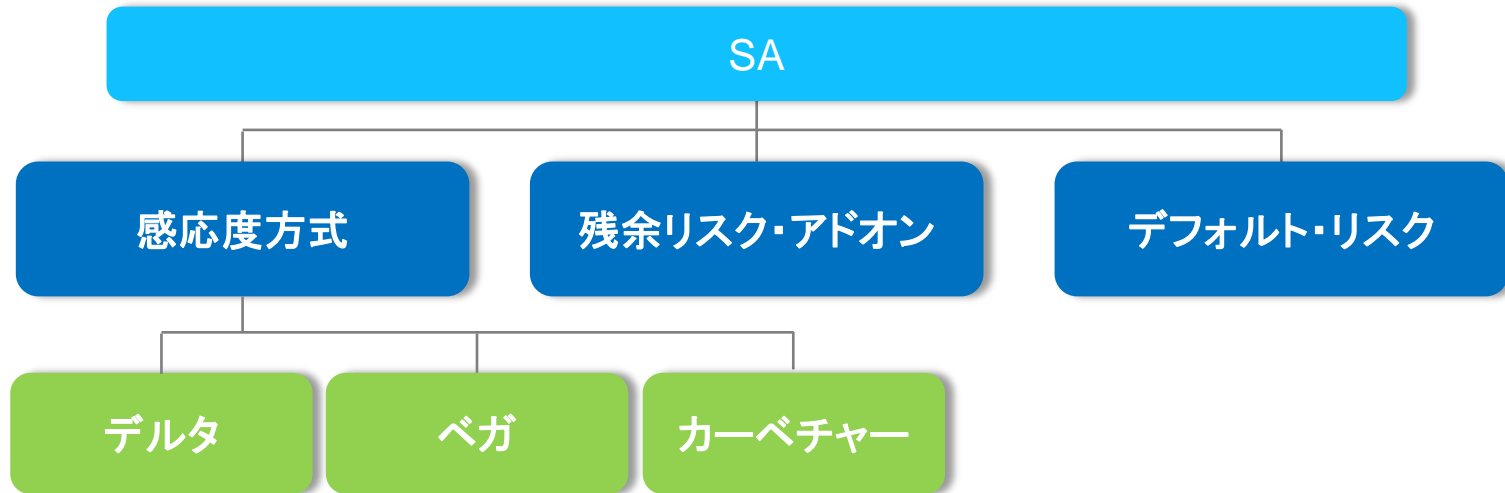 SA
感応度方式
残余リスク・アドオン
デフォルト・リスク
デルタ
ベガ
カーベチャー